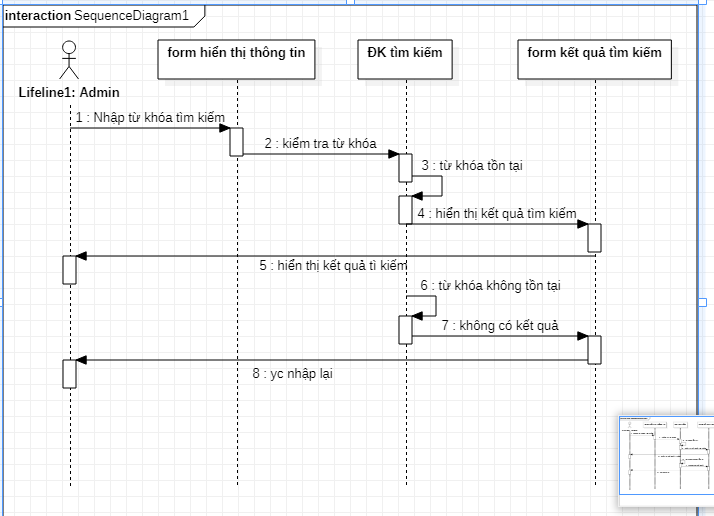 interaction SequenceDiagram1
form hiển thị thông tin
ĐK tìm kiếm
form kết quả tìm kiếm
Lifeline1: Admin
1 : Nhập từ khóa tìm kiếm
2 : kiểm tra từ khóa
3 : từ khóa tồn tại
4 : hiển thị kết quả tìm kiếm
5 : hiển thị kết quả tì kiếm
6 : từ khóa không tồn tại
7 : không có kết quả
8 : yc nhập lại